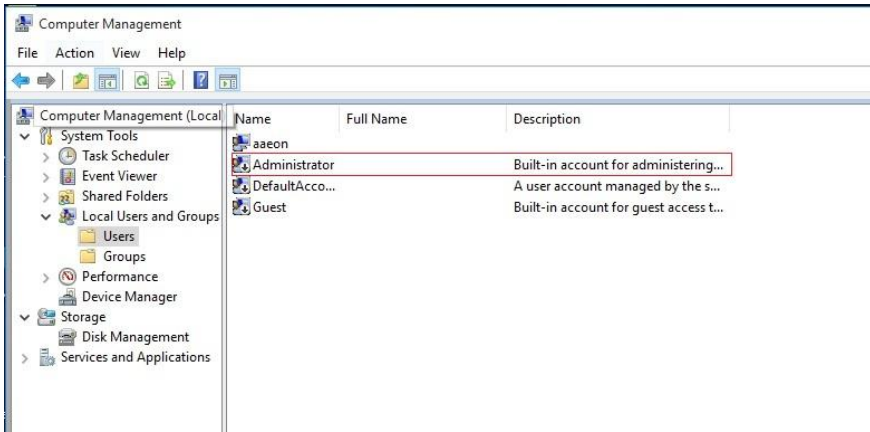 Computer Management
File Action View Help
Computer Management (Local
System Tools
Task Scheduler
Event Viewer
Shared Folders
Local Users and Groups
Users
Groups
Performance
Device Manager
Storage
Disk Management
Services and Applications
Name Full Name Description
aaeon
Administrator Built-in account for administering...
DefaultAcco... A user account managed by the s...
Guest Built-in account for guest access t...